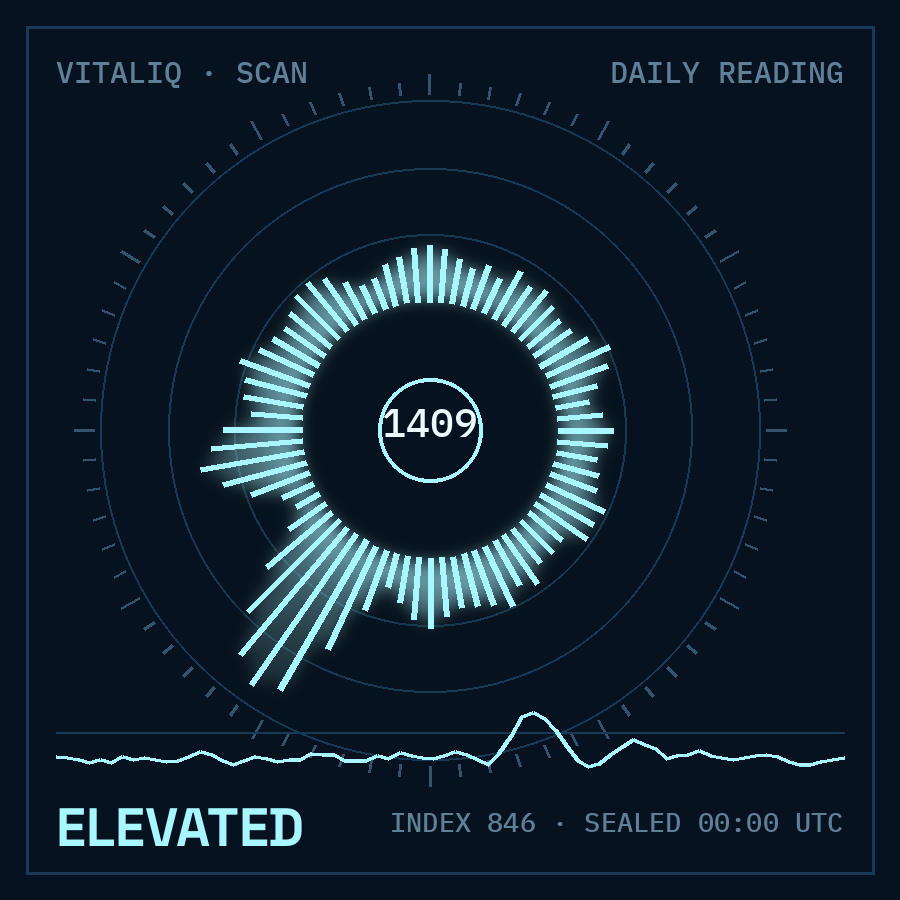 VITALIQ · SCAN
DAILY READING
1409
ELEVATED
INDEX 846 · SEALED 00:00 UTC